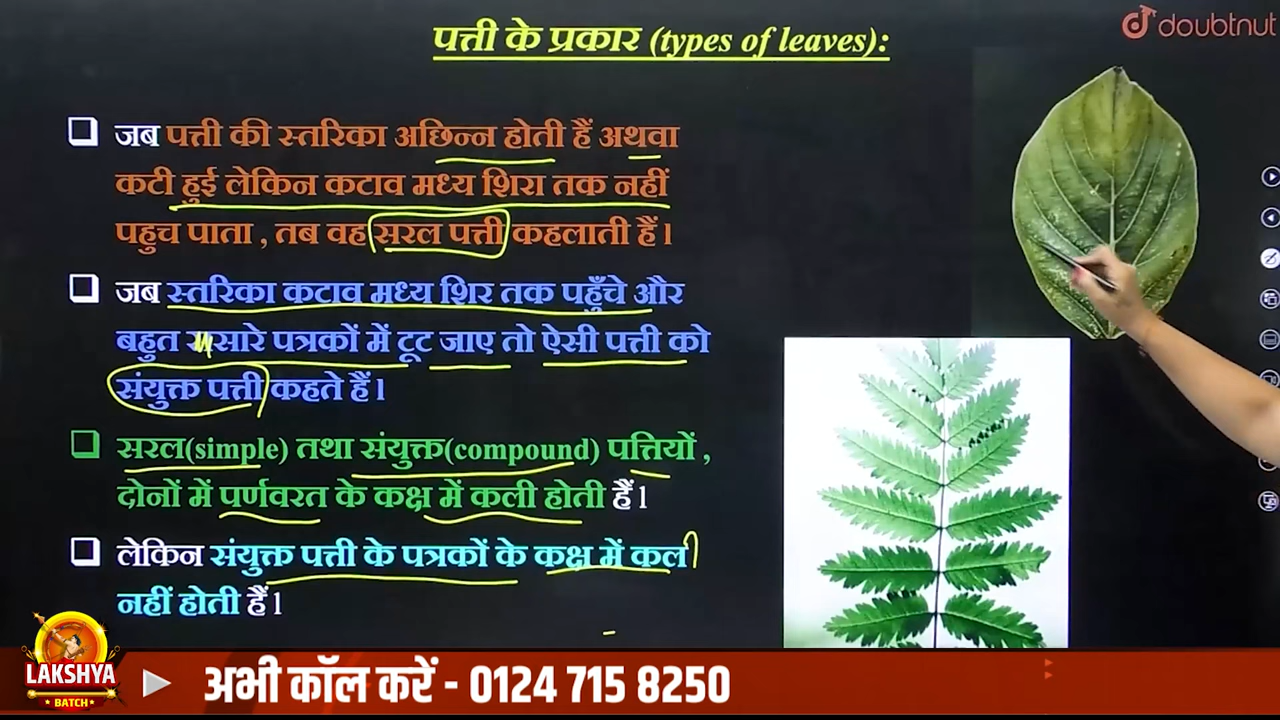 पत्ती के प्रकार (types of leaves):
doubtnut
जब पत्ती की स्तरिका अछिन्न होती हैं अथवा
कटी हुई लेकिन कटाव मध्य शिरा तक नहीं
पहुच पाता , तब वह सरल पत्ती कहलाती हैं।
जब स्तरिका कटाव मध्य शिर तक पहुँचे और
बहुत सारे पत्रकों में टूट जाए तो ऐसी पत्ती को
संयुक्त पत्ती कहते हैं।
सरल(simple) तथा संयुक्त(compound) पत्तियों ,
दोनों में पर्णवरत के कक्ष में कली होती हैं l
लेकिन संयुक्त पत्ती के पत्रकों के कक्ष में कली
नहीं होती हैं l
LAKSHYA
BATCH
अभी कॉल करें - 0124 715 8250